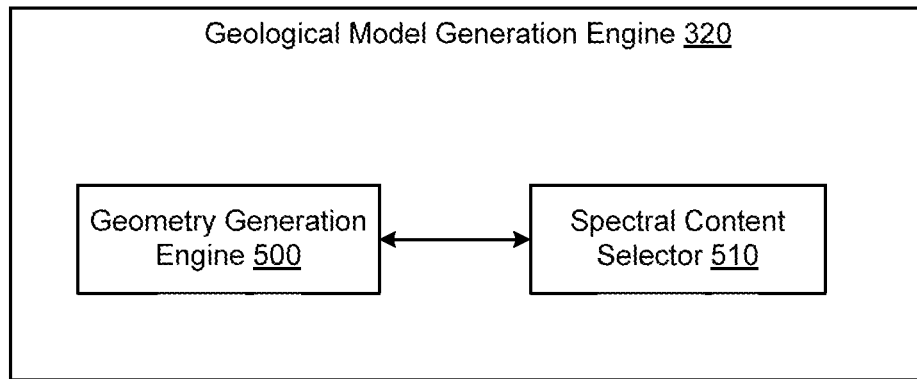 Geological Model Generation Engine 320
Geometry Generation
Engine 500
Spectral Content
Selector 510